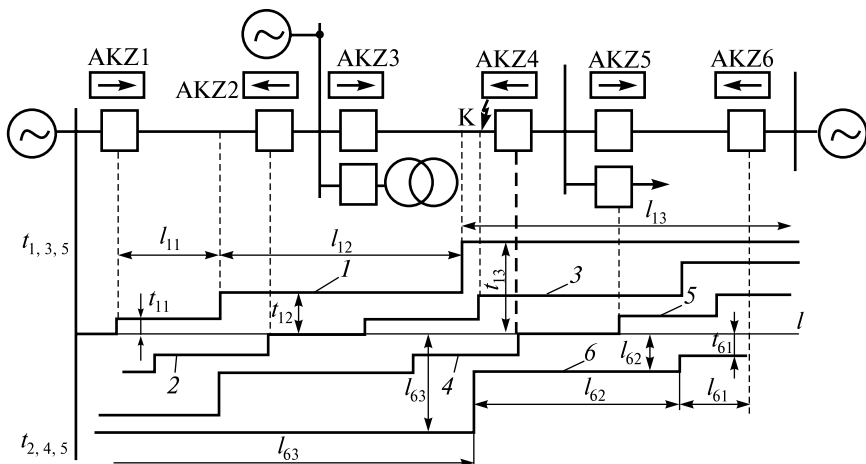 AKZ1
AKZ2
AKZ3
AKZ4
AKZ5
AKZ6
K
t1, 3, 5
l11
l12
l13
t11
t12
t13
1
3
5
l
2
4
6
l63
l62
t61
l62
l61
t2, 4, 5
l63